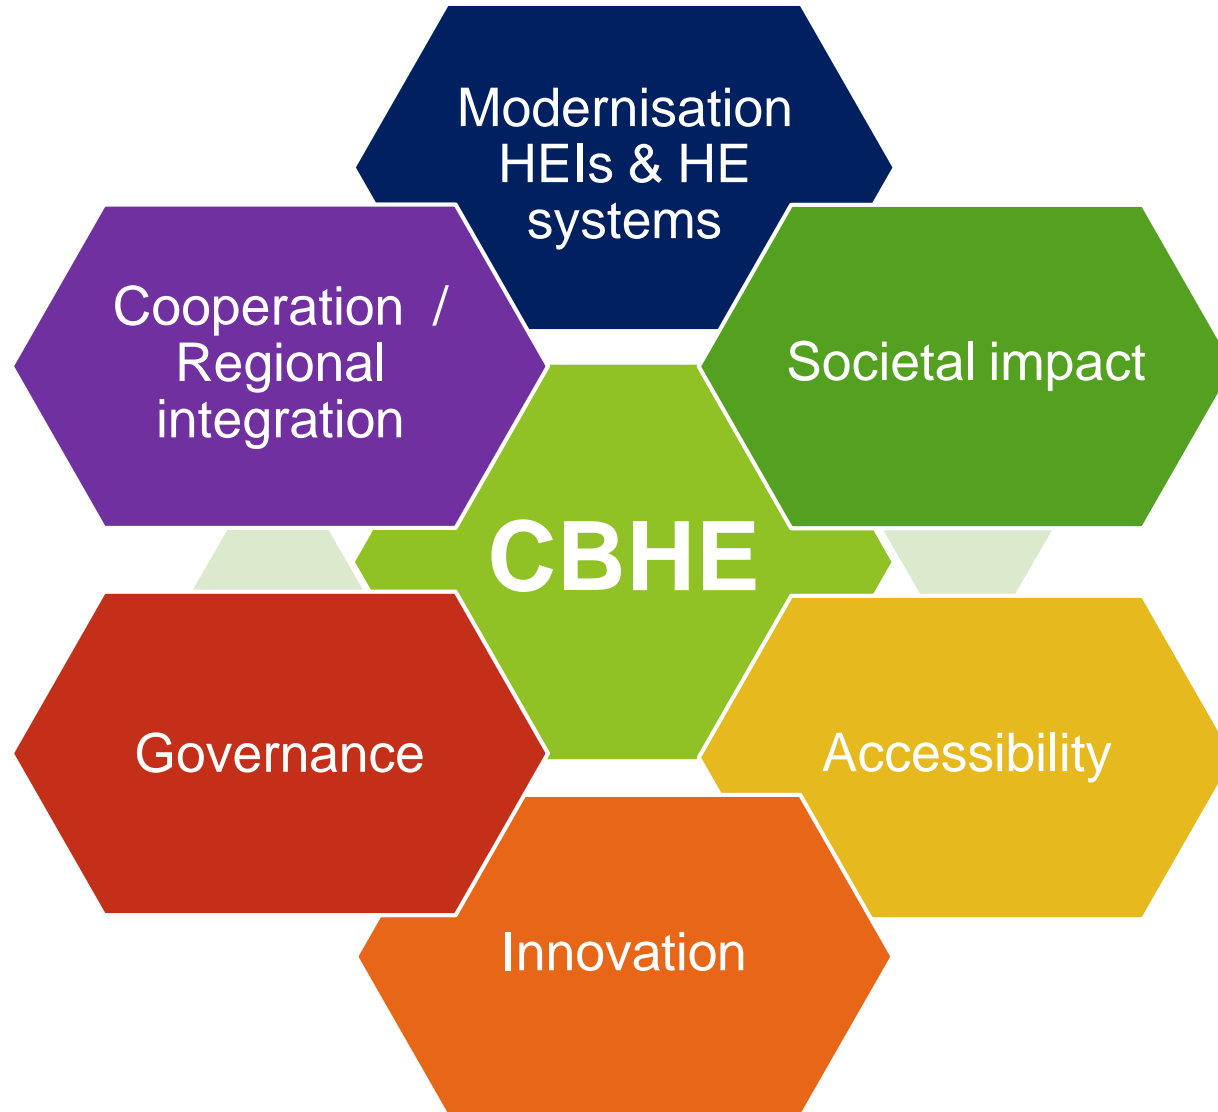 Modernisation
HEIs & HE
systems
Cooperation /
Regional
integration
Societal impact
CBHE
Governance
Accessibility
Innovation